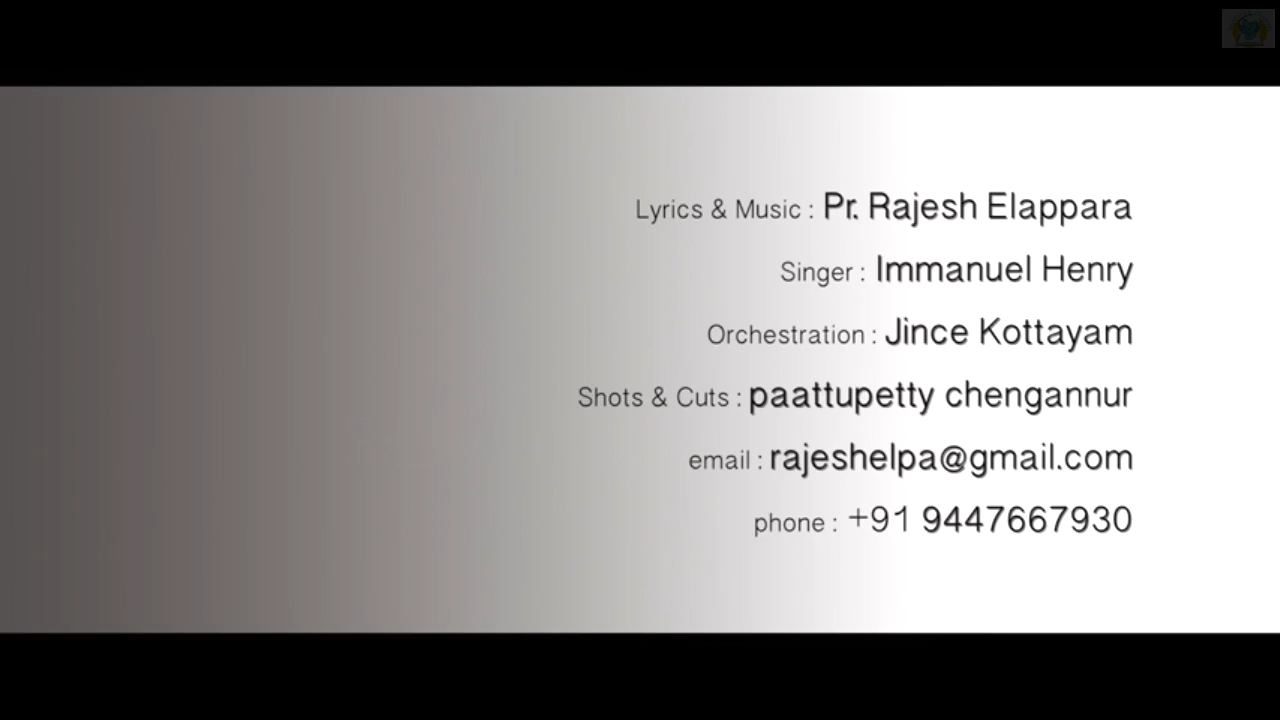 Lyrics & Music : Pr. Rajesh Elappara
Singer : Immanuel Henry
Orchestration : Jince Kottayam
Shots & Cuts : paattupetty chengannur
email : rajeshelpa@gmail.com
phone : +91 9447667930